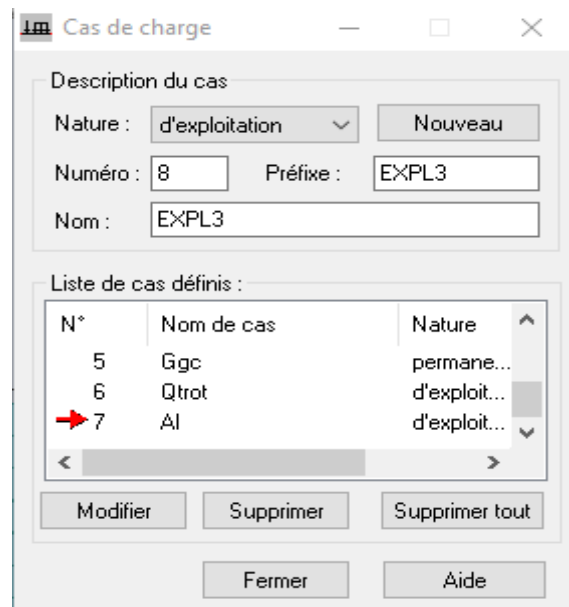 Cas de charge
Description du cas
Nature : d'exploitation Nouveau
Numéro : 8 Préfixe : EXPL3
Nom : EXPL3
Liste de cas définis :
N° Nom de cas Nature
5 Ggc permane...
6 Qtrot d'exploit...
7 Al d'exploit...
Modifier Supprimer Supprimer tout
Fermer Aide